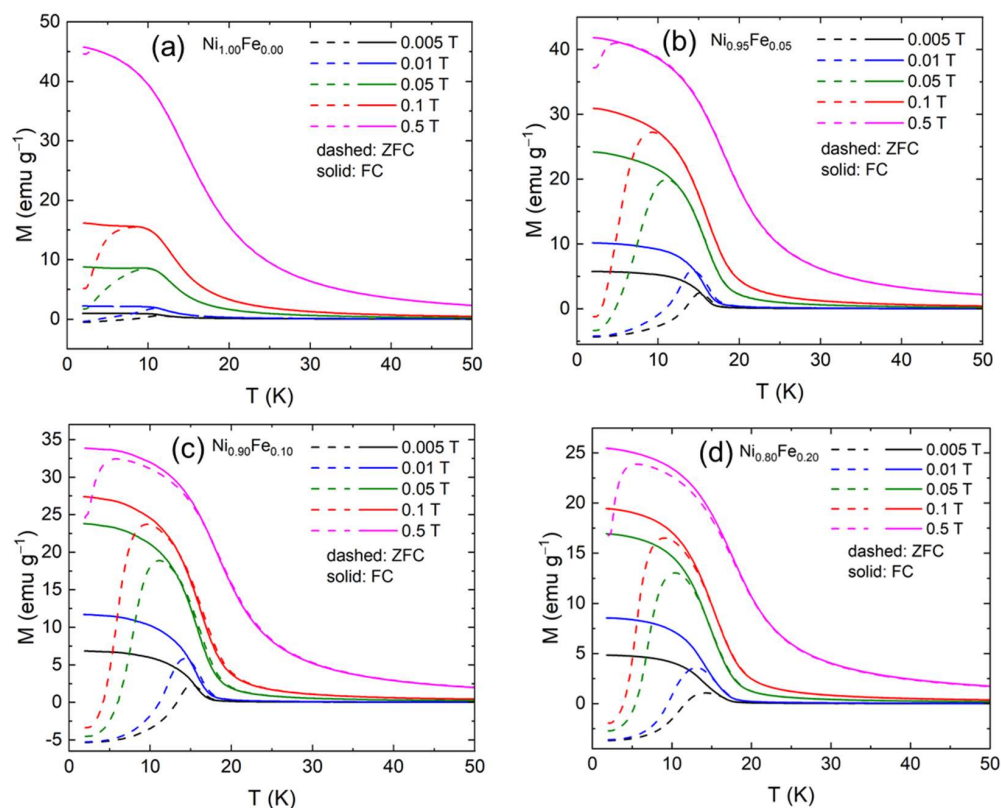 (a) Ni1.00Fe0.00
0.005 T
0.01 T
0.05 T
0.1 T
0.5 T
dashed: ZFC
solid: FC
M (emu g⁻¹)
50
45
40
35
30
25
20
15
10
5
0
0 10 20 30 40 50
T (K)
(b) Ni0.95Fe0.05
0.005 T
0.01 T
0.05 T
0.1 T
0.5 T
dashed: ZFC
solid: FC
M (emu g⁻¹)
40
30
20
10
0
0 10 20 30 40 50
T (K)
(c) Ni0.90Fe0.10
0.005 T
0.01 T
0.05 T
0.1 T
0.5 T
dashed: ZFC
solid: FC
M (emu g⁻¹)
35
30
25
20
15
10
5
0
-5
0 10 20 30 40 50
T (K)
(d) Ni0.80Fe0.20
0.005 T
0.01 T
0.05 T
0.1 T
0.5 T
dashed: ZFC
solid: FC
M (emu g⁻¹)
25
20
15
10
5
0
0 10 20 30 40 50
T (K)